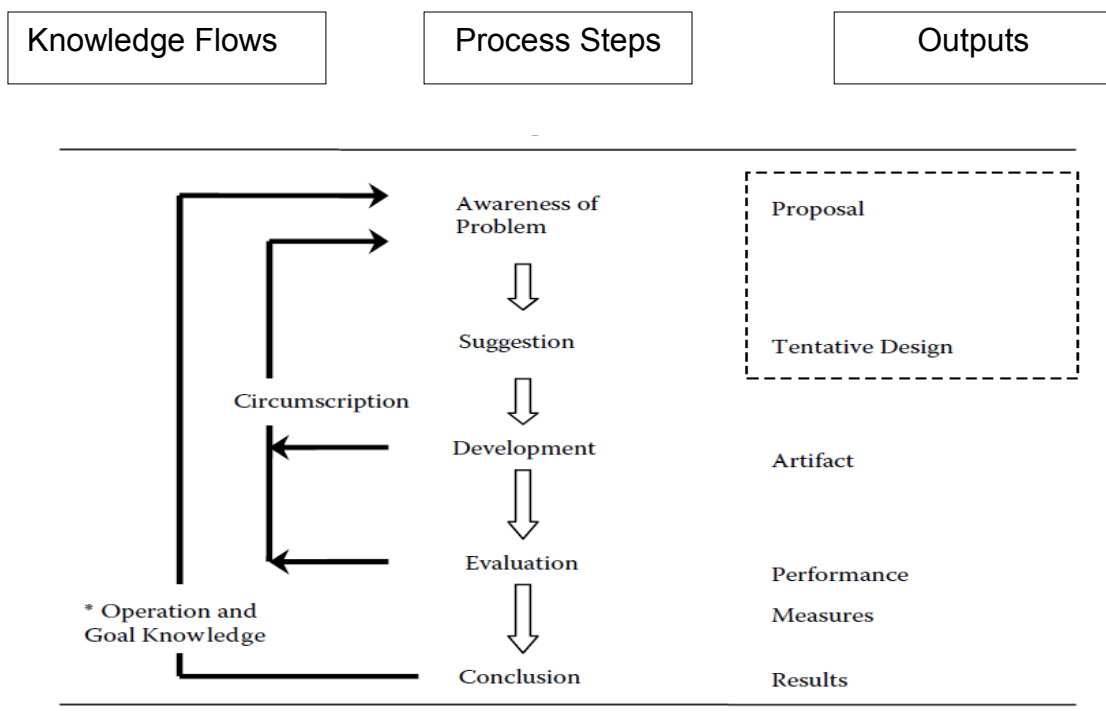 Knowledge Flows
Process Steps
Outputs
Awareness of
Problem
Proposal
Suggestion
Tentative Design
Circumscription
Development
Artifact
Evaluation
Performance
Measures
* Operation and
Goal Knowledge
Conclusion
Results